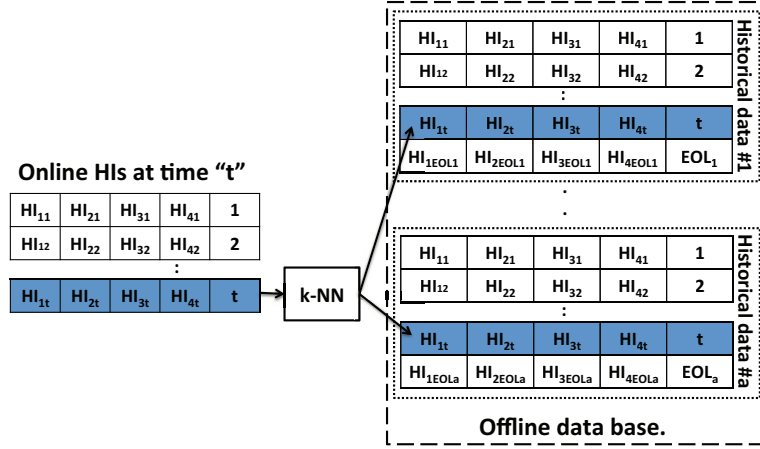 Online HIs at time “t”
HI₁₁ HI₂₁ HI₃₁ HI₄₁ 1
HI₁₂ HI₂₂ HI₃₂ HI₄₂ 2
:
HI₁ₜ HI₂ₜ HI₃ₜ HI₄ₜ t
k-NN
HI₁₁ HI₂₁ HI₃₁ HI₄₁ 1
HI₁₂ HI₂₂ HI₃₂ HI₄₂ 2
:
HI₁ₜ HI₂ₜ HI₃ₜ HI₄ₜ t
HI1EOL1 HI2EOL1 HI3EOL1 HI4EOL1 EOL₁
Historical data #1
.
.
HI₁₁ HI₂₁ HI₃₁ HI₄₁ 1
HI₁₂ HI₂₂ HI₃₂ HI₄₂ 2
:
HI₁ₜ HI₂ₜ HI₃ₜ HI₄ₜ t
HI1EOLa HI2EOLa HI3EOLa HI4EOLa EOLₐ
Historical data #a
Offline data base.